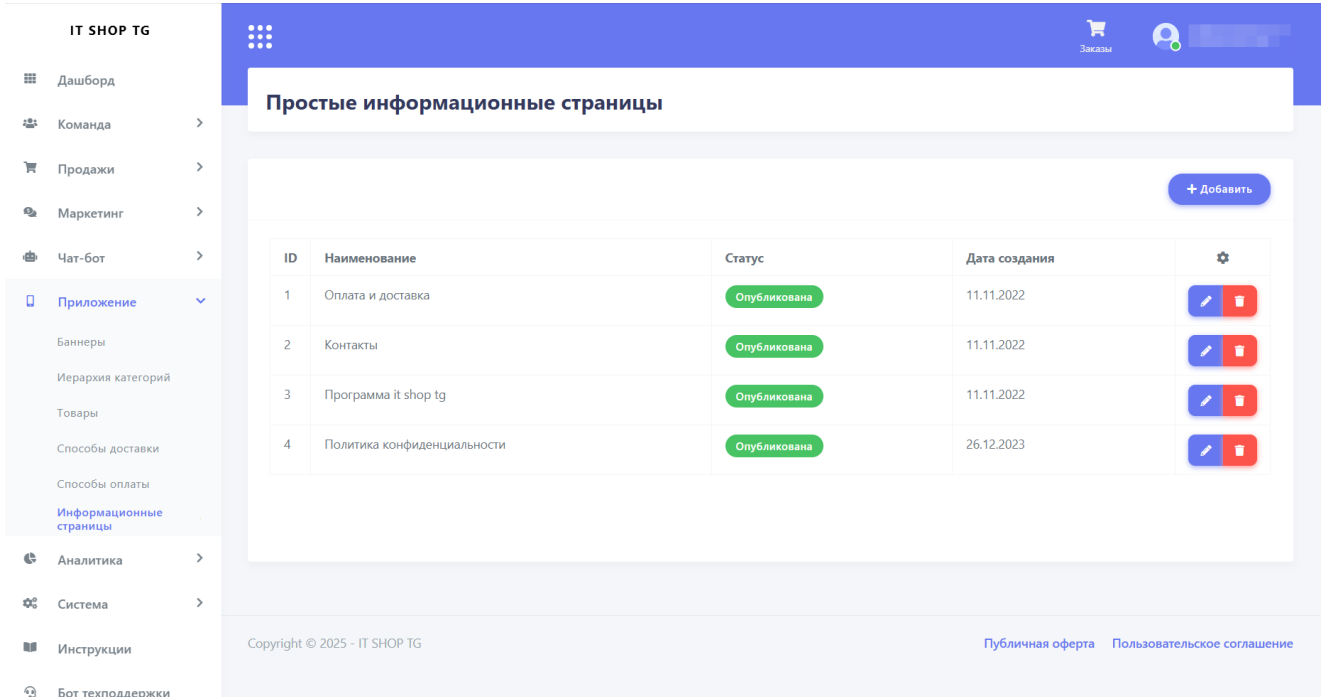 IT SHOP TG
Заказы
Дашборд
Команда
Продажи
Маркетинг
Чат-бот
Приложение
Баннеры
Иерархия категорий
Товары
Способы доставки
Способы оплаты
Информационные
страницы
Аналитика
Система
Инструкции
Бот техподдержки
Простые информационные страницы
+ Добавить
ID Наименование Статус Дата создания
1 Оплата и доставка Опубликована 11.11.2022
2 Контакты Опубликована 11.11.2022
3 Программа it shop tg Опубликована 11.11.2022
4 Политика конфиденциальности Опубликована 26.12.2023
Copyright © 2025 - IT SHOP TG
Публичная оферта Пользовательское соглашение